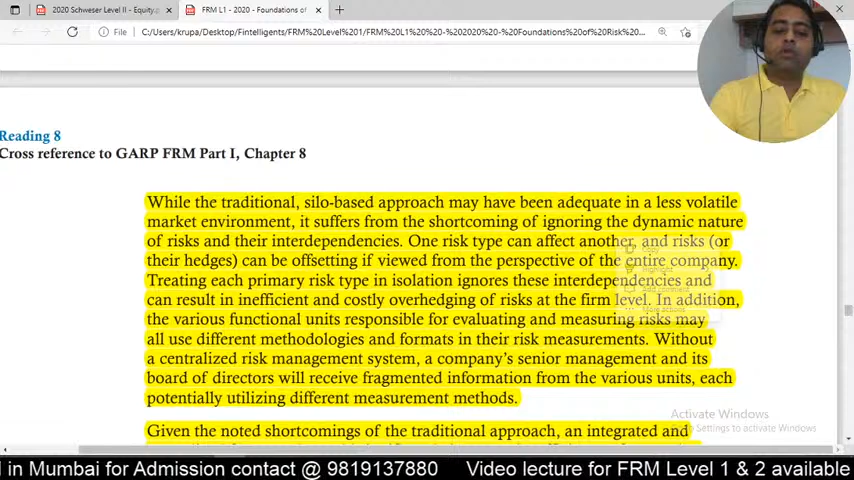 2020 Schweser Level II - Equity.p
FRM L1 - 2020 - Foundations of
File
C:/Users/krupa/Desktop/Fintelligents/FRM%20Level%201/FRM%20L1%20%20-%202020%20-%20Foundations%20of%20Risk%20...
Reading 8
Cross reference to GARP FRM Part I, Chapter 8
While the traditional, silo-based approach may have been adequate in a less volatile
market environment, it suffers from the shortcoming of ignoring the dynamic nature
of risks and their interdependencies. One risk type can affect another, and risks (or
their hedges) can be offsetting if viewed from the perspective of the entire company.
Treating each primary risk type in isolation ignores these interdependencies and
can result in inefficient and costly overhedging of risks at the firm level. In addition,
the various functional units responsible for evaluating and measuring risks may
all use different methodologies and formats in their risk measurements. Without
a centralized risk management system, a company's senior management and its
board of directors will receive fragmented information from the various units, each
potentially utilizing different measurement methods.
Copy
Highlight
Add comment
More actions
Activate Windows
Go to Settings to activate Windows.
Given the noted shortcomings of the traditional approach, an integrated and
d in Mumbai for Admission contact @ 9819137880 Video lecture for FRM Level 1 & 2 available